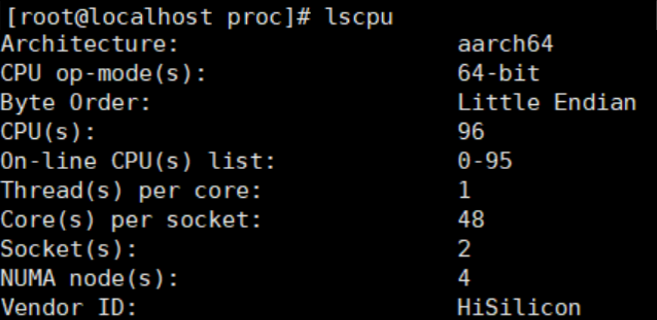 [root@localhost proc]# lscpu
Architecture: aarch64
CPU op-mode(s): 64-bit
Byte Order: Little Endian
CPU(s): 96
On-line CPU(s) list: 0-95
Thread(s) per core: 1
Core(s) per socket: 48
Socket(s): 2
NUMA node(s): 4
Vendor ID: HiSilicon